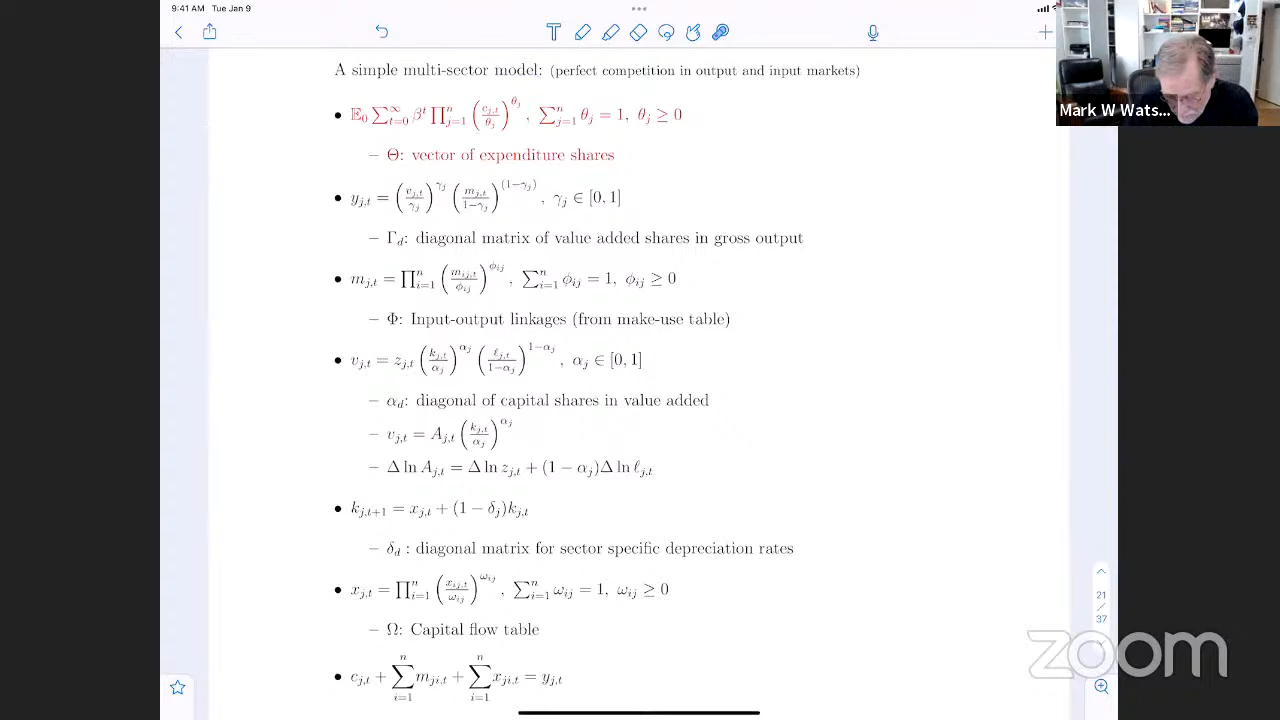 9:41 AM Tue Jan 9
A simple multi-sector model: (perfect competition in output and input markets)
• 𝔼₀ ∑_{t=0}^{∞} β^t ∏_{j=1}^{n} (c_{j,t}/θ_j)^{θ_j}, ∑_{j=1}^{n} θ_j = 1, θ_j ≥ 0
– Θ: vector of expenditure shares
• y_{j,t} = (v_{j,t}/γ_j)^{γ_j} (m_{j,t}/(1−γ_j))^{(1−γ_j)}, γ_j ∈ [0, 1]
– Γ_d: diagonal matrix of value added shares in gross output
• m_{j,t} = ∏_{i=1}^{n} (m_{ij,t}/φ_{ij})^{φ_{ij}}, ∑_{i=1}^{n} φ_{ij} = 1, φ_{ij} ≥ 0
– Φ: Input-output linkages (from make-use table)
• v_{j,t} = z_{j,t} (k_{j,t}/α_j)^{α_j} (ℓ_{j,t}/(1−α_j))^{1−α_j}, α_j ∈ [0, 1]
– α_d: diagonal of capital shares in value added
– v_{j,t} = A_{j,t} (k_{j,t}/α_j)^{α_j}
– Δ ln A_{j,t} = Δ ln z_{j,t} + (1 − α_j)Δ ln ℓ_{j,t}
• k_{j,t+1} = x_{j,t} + (1 − δ_j)k_{j,t}
– δ_d : diagonal matrix for sector specific depreciation rates
• x_{j,t} = ∏_{i=1}^{n} (x_{ij,t}/ω_{ij})^{ω_{ij}}, ∑_{i=1}^{n} ω_{ij} = 1, ω_{ij} ≥ 0
– Ω: Capital flow table
• c_{j,t} + ∑_{i=1}^{n} m_{ji,t} + ∑_{i=1}^{n} x_{ji,t} = y_{j,t}
21
/
37
Mark W Wats...
zoom